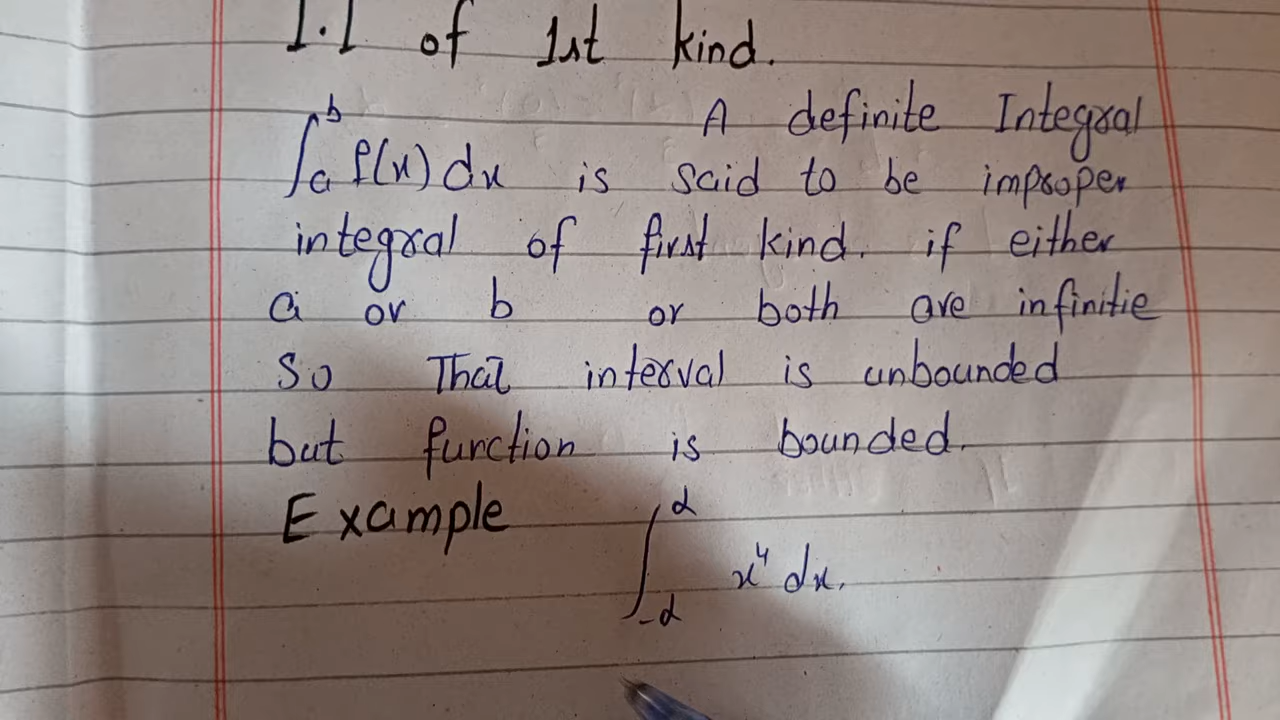 I.I of 1st kind.
A definite Integral
∫_a^b f(x) dx is said to be improper
integral of first kind. if either
a or b or both are infinitie
so That interval is unbounded
but function is bounded.
Example ∫_{-α}^{α} x⁴ dx.